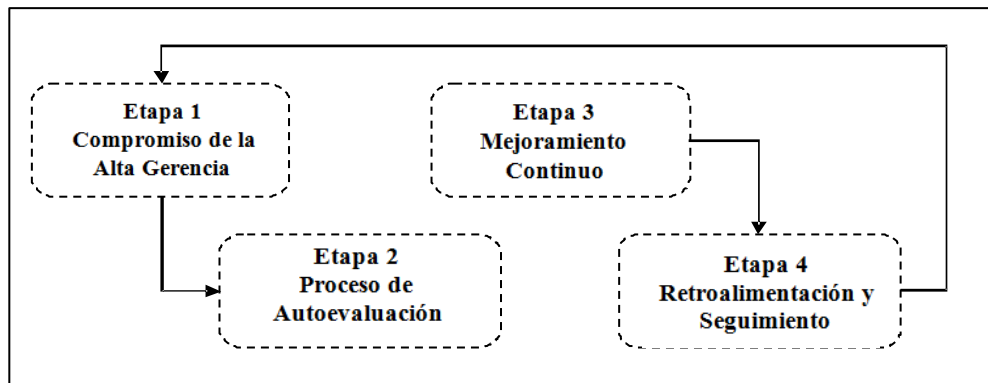 Etapa 1
Compromiso de la
Alta Gerencia
Etapa 2
Proceso de
Autoevaluación
Etapa 3
Mejoramiento
Continuo
Etapa 4
Retroalimentación y
Seguimiento